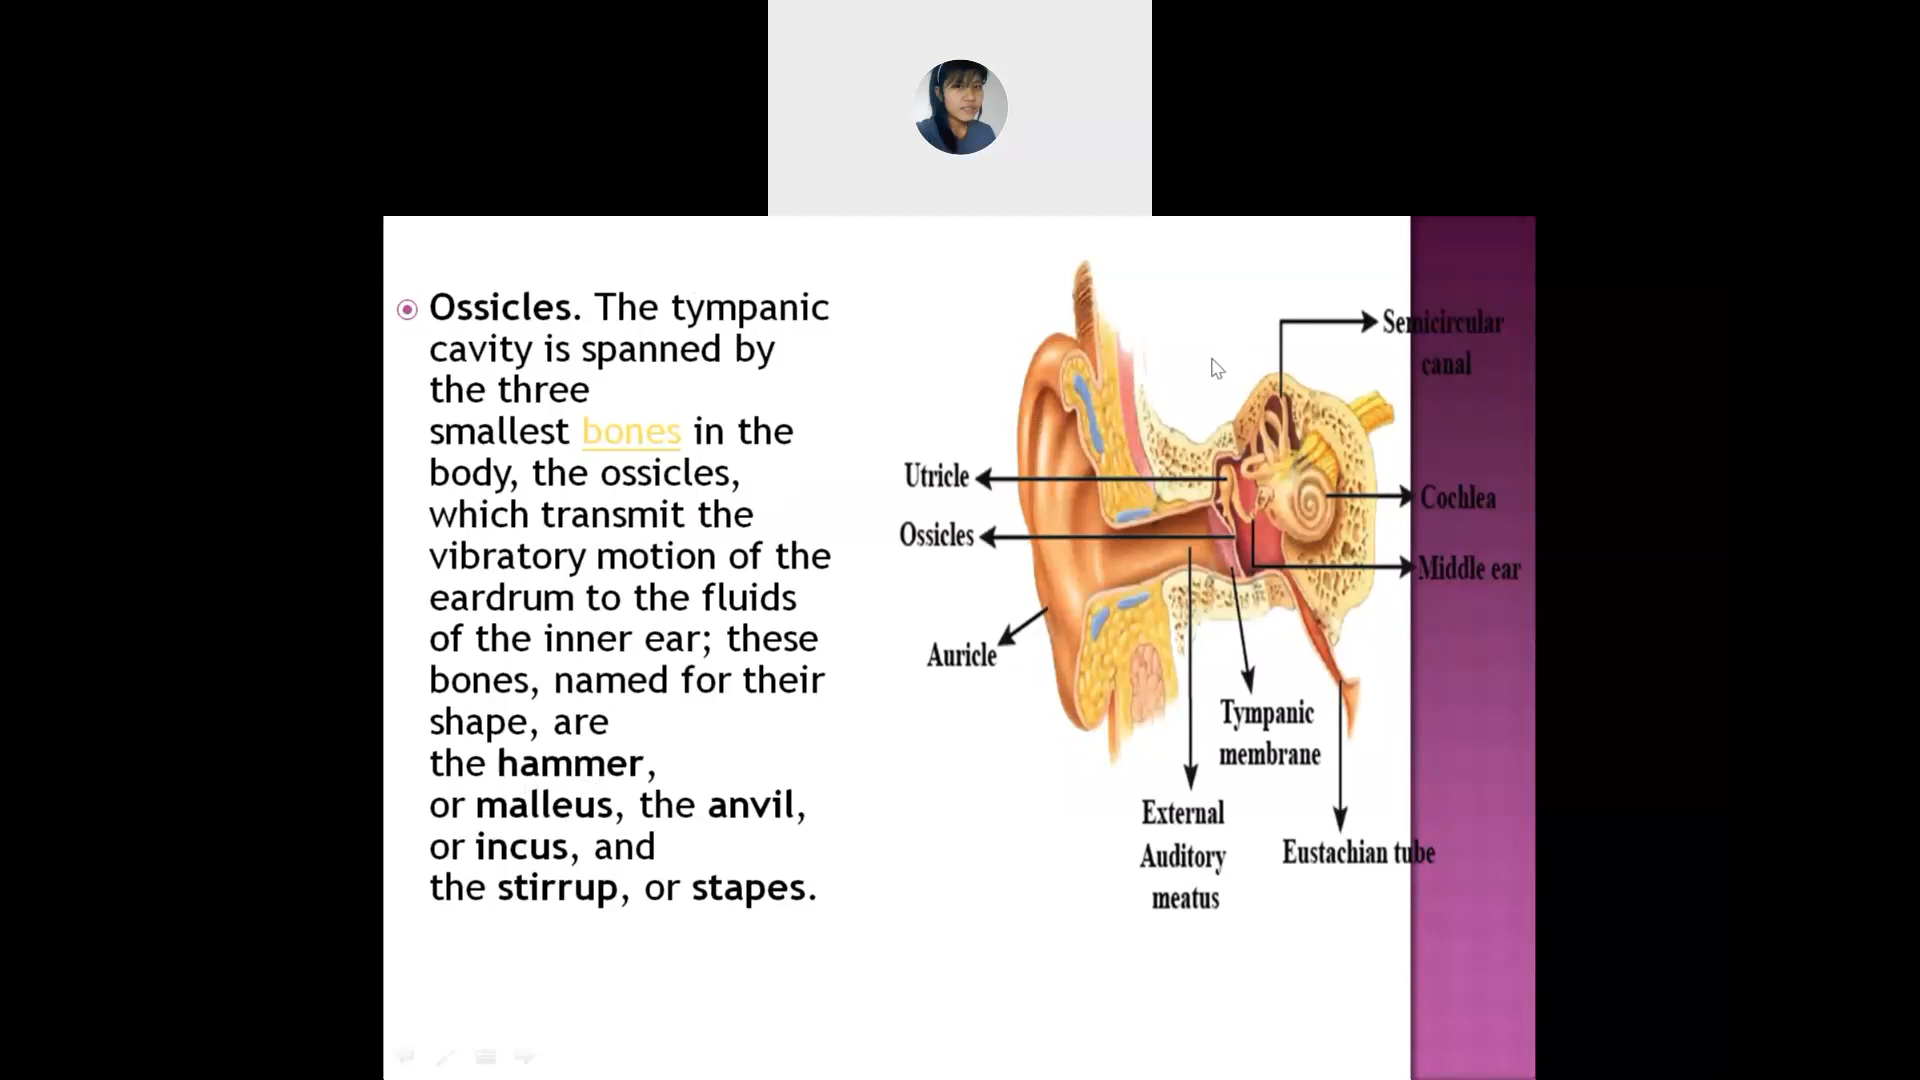 Ossicles. The tympanic
cavity is spanned by
the three
smallest bones in the
body, the ossicles,
which transmit the
vibratory motion of the
eardrum to the fluids
of the inner ear; these
bones, named for their
shape, are
the hammer,
or malleus, the anvil,
or incus, and
the stirrup, or stapes.
Semicircular
canal
Utricle
Cochlea
Ossicles
Middle ear
Auricle
Tympanic
membrane
External
Auditory
meatus
Eustachian tube